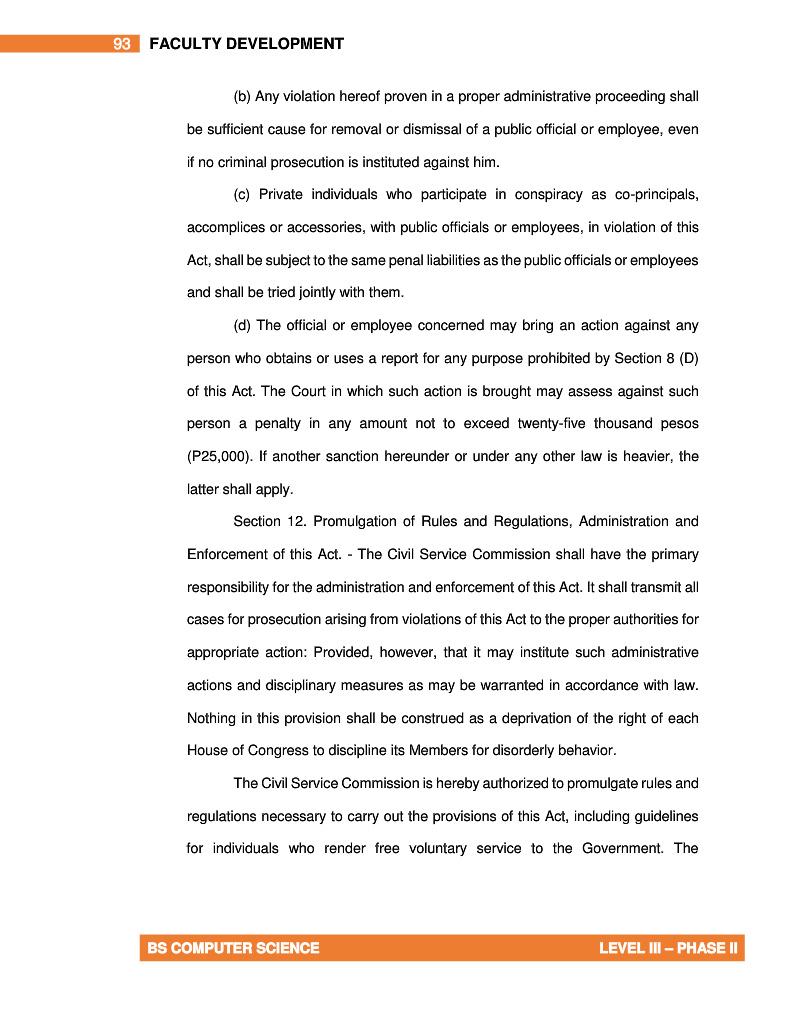 93 FACULTY DEVELOPMENT
(b) Any violation hereof proven in a proper administrative proceeding shall
be sufficient cause for removal or dismissal of a public official or employee, even
if no criminal prosecution is instituted against him.
(c) Private individuals who participate in conspiracy as co-principals,
accomplices or accessories, with public officials or employees, in violation of this
Act, shall be subject to the same penal liabilities as the public officials or employees
and shall be tried jointly with them.
(d) The official or employee concerned may bring an action against any
person who obtains or uses a report for any purpose prohibited by Section 8 (D)
of this Act. The Court in which such action is brought may assess against such
person a penalty in any amount not to exceed twenty-five thousand pesos
(P25,000). If another sanction hereunder or under any other law is heavier, the
latter shall apply.
Section 12. Promulgation of Rules and Regulations, Administration and
Enforcement of this Act. - The Civil Service Commission shall have the primary
responsibility for the administration and enforcement of this Act. It shall transmit all
cases for prosecution arising from violations of this Act to the proper authorities for
appropriate action: Provided, however, that it may institute such administrative
actions and disciplinary measures as may be warranted in accordance with law.
Nothing in this provision shall be construed as a deprivation of the right of each
House of Congress to discipline its Members for disorderly behavior.
The Civil Service Commission is hereby authorized to promulgate rules and
regulations necessary to carry out the provisions of this Act, including guidelines
for individuals who render free voluntary service to the Government. The
BS COMPUTER SCIENCE LEVEL III – PHASE II